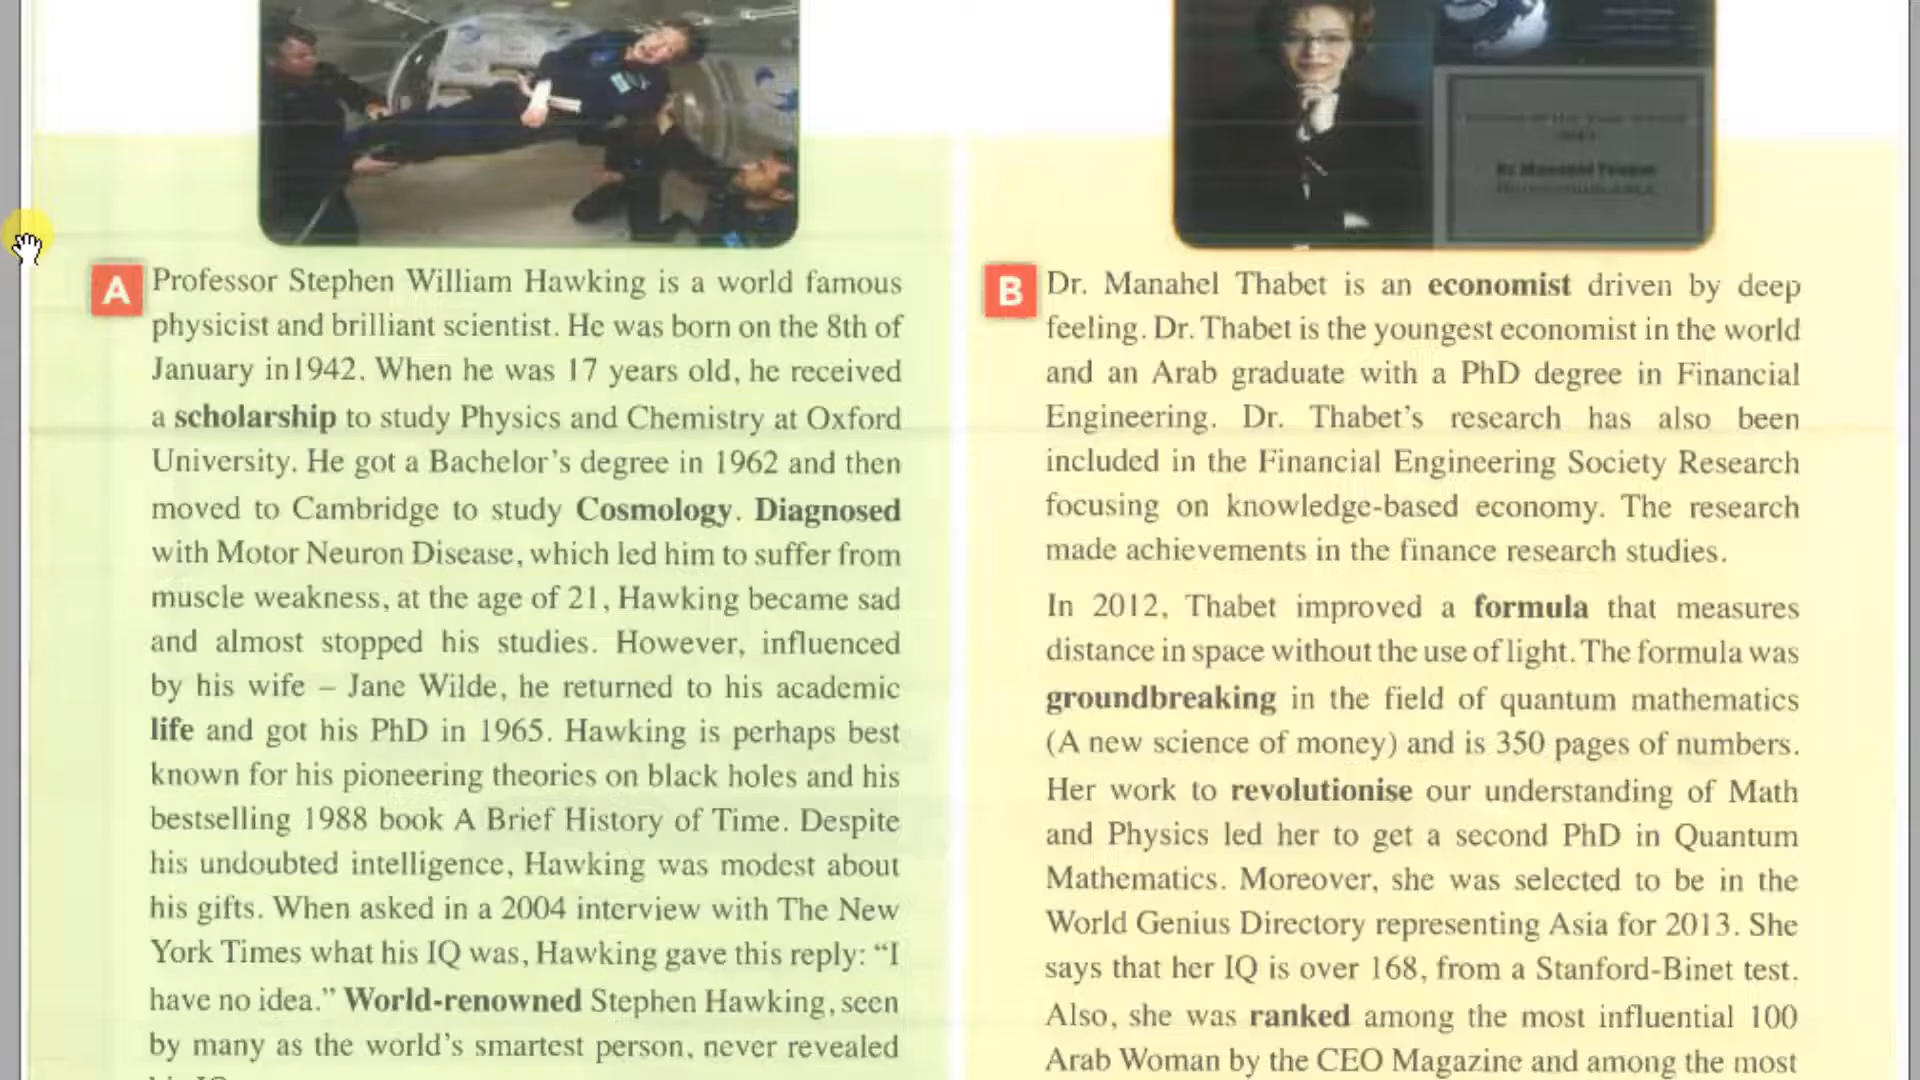 Dr Manahel Thabet
A
Professor Stephen William Hawking is a world famous
physicist and brilliant scientist. He was born on the 8th of
January in1942. When he was 17 years old, he received
a scholarship to study Physics and Chemistry at Oxford
University. He got a Bachelor's degree in 1962 and then
moved to Cambridge to study Cosmology. Diagnosed
with Motor Neuron Disease, which led him to suffer from
muscle weakness, at the age of 21, Hawking became sad
and almost stopped his studies. However, influenced
by his wife – Jane Wilde, he returned to his academic
life and got his PhD in 1965. Hawking is perhaps best
known for his pioneering theories on black holes and his
bestselling 1988 book A Brief History of Time. Despite
his undoubted intelligence, Hawking was modest about
his gifts. When asked in a 2004 interview with The New
York Times what his IQ was, Hawking gave this reply: “I
have no idea.” World-renowned Stephen Hawking, seen
by many as the world's smartest person, never revealed
his IQ
B
Dr. Manahel Thabet is an economist driven by deep
feeling. Dr. Thabet is the youngest economist in the world
and an Arab graduate with a PhD degree in Financial
Engineering. Dr. Thabet's research has also been
included in the Financial Engineering Society Research
focusing on knowledge-based economy. The research
made achievements in the finance research studies.
In 2012, Thabet improved a formula that measures
distance in space without the use of light. The formula was
groundbreaking in the field of quantum mathematics
(A new science of money) and is 350 pages of numbers.
Her work to revolutionise our understanding of Math
and Physics led her to get a second PhD in Quantum
Mathematics. Moreover, she was selected to be in the
World Genius Directory representing Asia for 2013. She
says that her IQ is over 168, from a Stanford-Binet test.
Also, she was ranked among the most influential 100
Arab Woman by the CEO Magazine and among the most